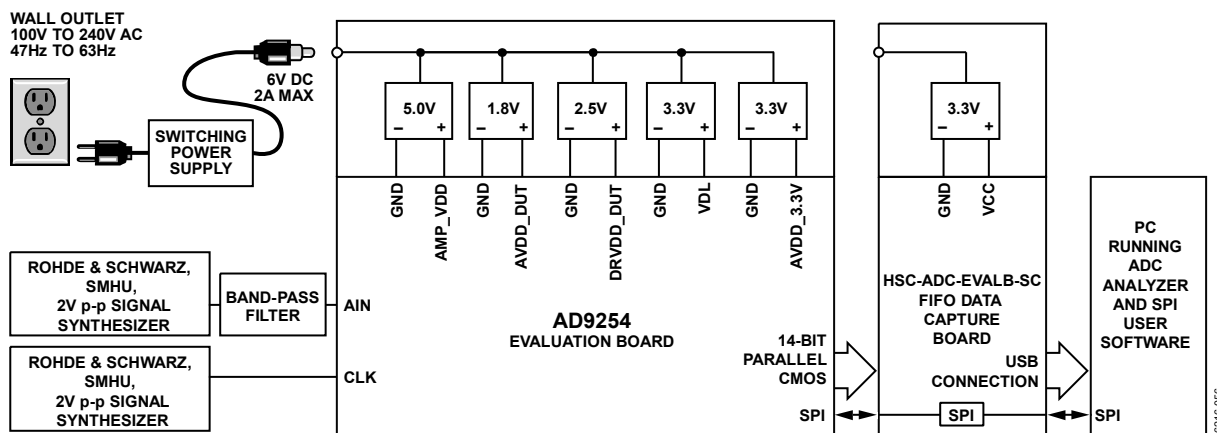 WALL OUTLET
100V TO 240V AC
47Hz TO 63Hz
6V DC
2A MAX
SWITCHING
POWER
SUPPLY
5.0V
– +
1.8V
– +
2.5V
– +
3.3V
– +
3.3V
– +
3.3V
– +
GND
AMP_VDD
GND
AVDD_DUT
GND
DRVDD_DUT
GND
VDL
GND
AVDD_3.3V
GND
VCC
ROHDE & SCHWARZ,
SMHU,
2V p-p SIGNAL
SYNTHESIZER
BAND-PASS
FILTER
AIN
ROHDE & SCHWARZ,
SMHU,
2V p-p SIGNAL
SYNTHESIZER
CLK
AD9254
EVALUATION BOARD
14-BIT
PARALLEL
CMOS
SPI
HSC-ADC-EVALB-SC
FIFO DATA
CAPTURE
BOARD
USB
CONNECTION
SPI
PC
RUNNING
ADC
ANALYZER
AND SPI
USER
SOFTWARE
SPI